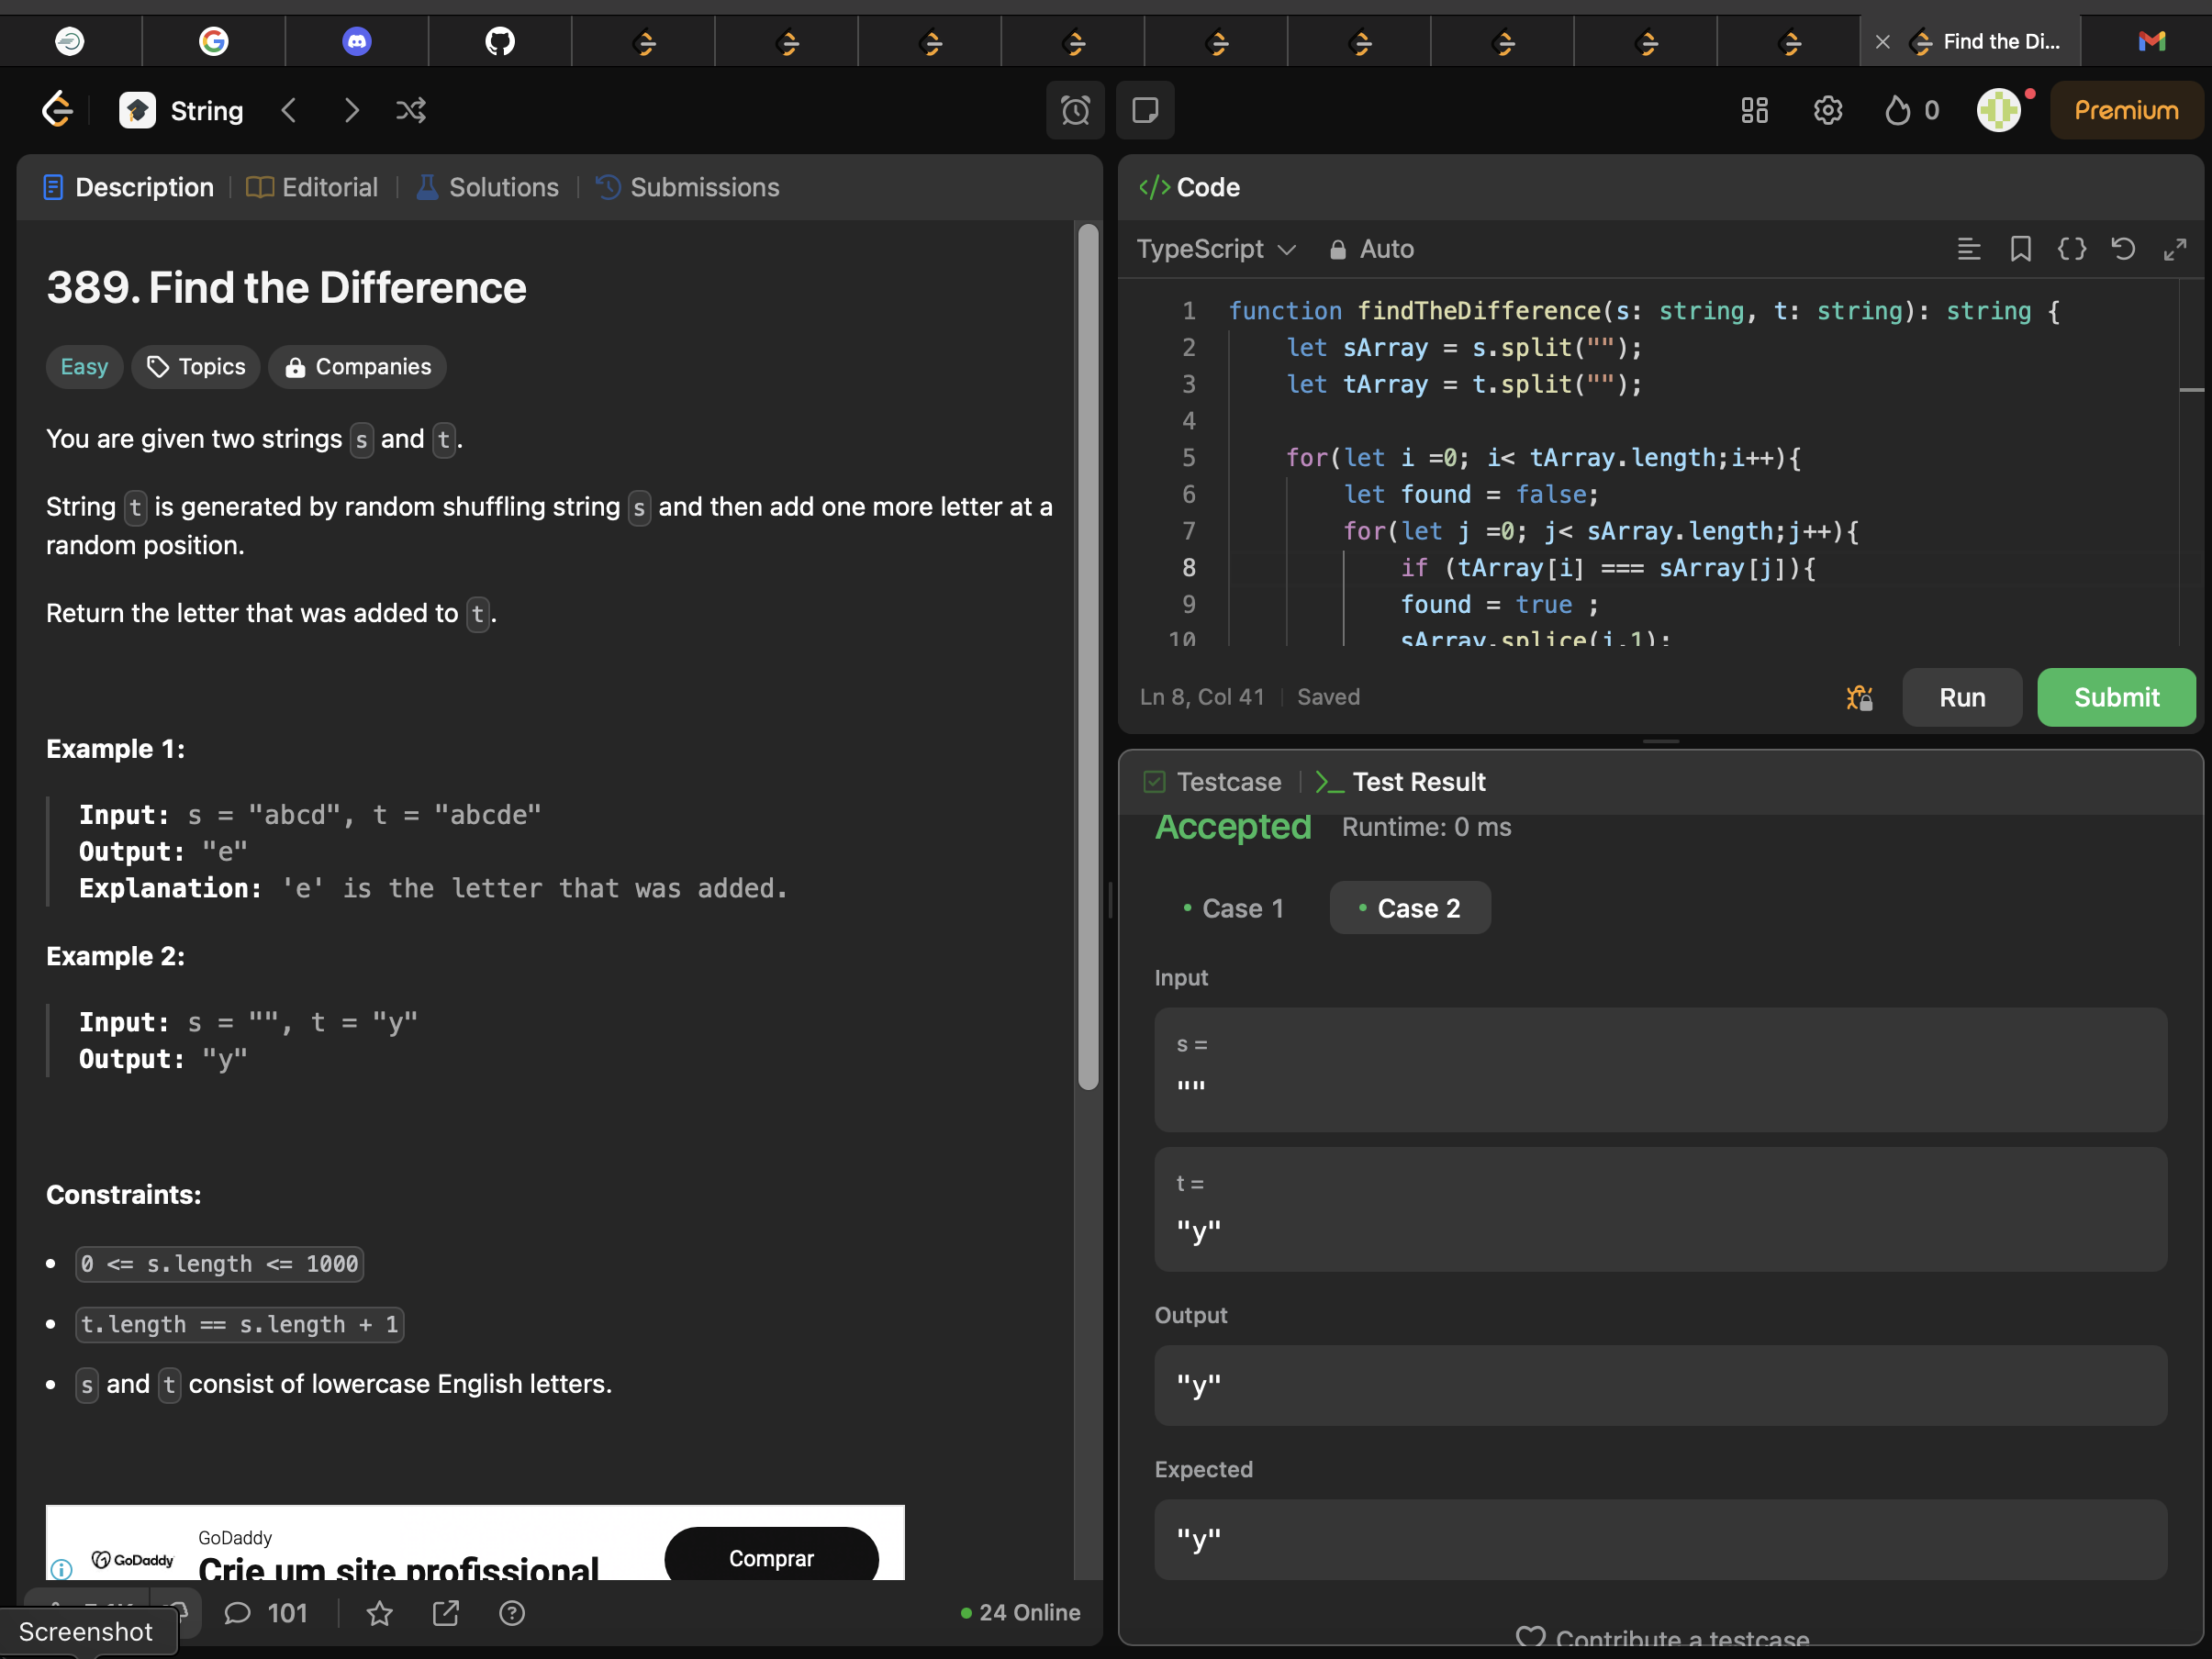 Find the Di...
String
0
Premium
Description
Editorial
Solutions
Submissions
389. Find the Difference
Easy
Topics
Companies
You are given two strings s and t.
String t is generated by random shuffling string s and then add one more letter at a
random position.
Return the letter that was added to t.
Example 1:
Input: s = "abcd", t = "abcde"
Output: "e"
Explanation: 'e' is the letter that was added.
Example 2:
Input: s = "", t = "y"
Output: "y"
Constraints:
0 <= s.length <= 1000
t.length == s.length + 1
s and t consist of lowercase English letters.
GoDaddy
GoDaddy
Crie um site profissional
Comprar
101
24 Online
Screenshot
</> Code
TypeScript
Auto
1 function findTheDifference(s: string, t: string): string {
2 let sArray = s.split("");
3 let tArray = t.split("");
4
5 for(let i =0; i< tArray.length;i++){
6 let found = false;
7 for(let j =0; j< sArray.length;j++){
8 if (tArray[i] === sArray[j]){
9 found = true ;
10 sArray.splice(j,1);
Ln 8, Col 41
Saved
Run
Submit
Testcase
Test Result
Accepted
Runtime: 0 ms
Case 1
Case 2
Input
s =
""
t =
"y"
Output
"y"
Expected
"y"
Contribute a testcase